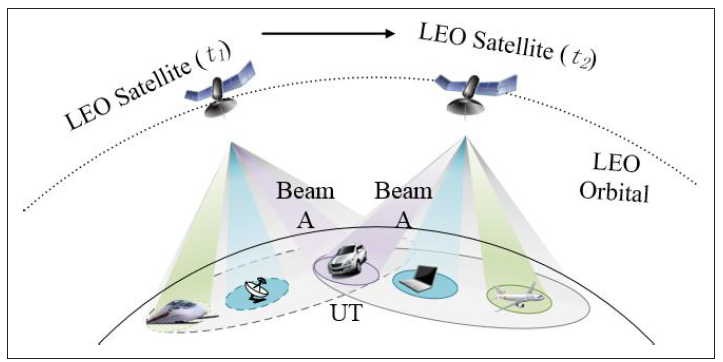 LEO Satellite (t1)
LEO Satellite (t2)
LEO
Orbital
Beam
A
Beam
A
UT